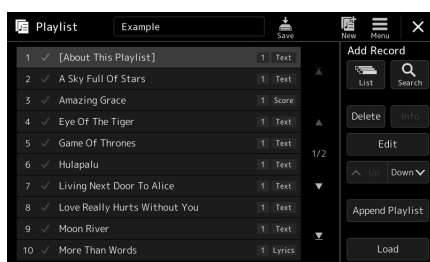 Playlist Example Save New Menu
Add Record
List Search
Delete Info
Edit
Up Down
Append Playlist
Load
1 [About This Playlist] 1 Text
2 A Sky Full Of Stars 1 Text
3 Amazing Grace 1 Score
4 Eye Of The Tiger 1 Text
5 Game Of Thrones 1 Text
6 Hulapalu 1 Text
7 Living Next Door To Alice 1 Text
8 Love Really Hurts Without You 1 Text
9 Moon River 1 Text
10 More Than Words 1 Lyrics
1/2